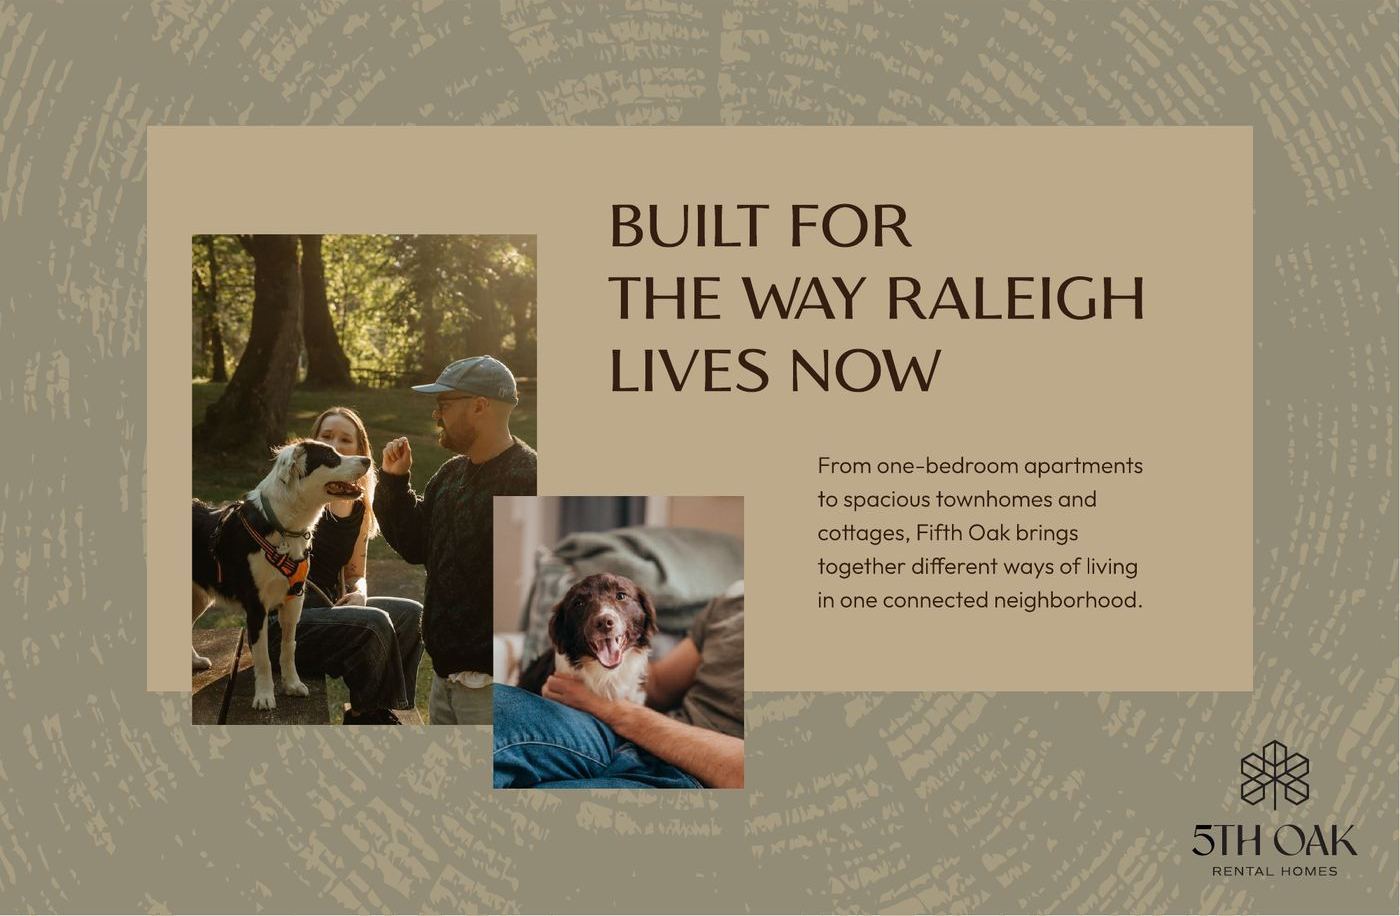 BUILT FOR
THE WAY RALEIGH
LIVES NOW
From one-bedroom apartments
to spacious townhomes and
cottages, Fifth Oak brings
together different ways of living
in one connected neighborhood.
5TH OAK
RENTAL HOMES